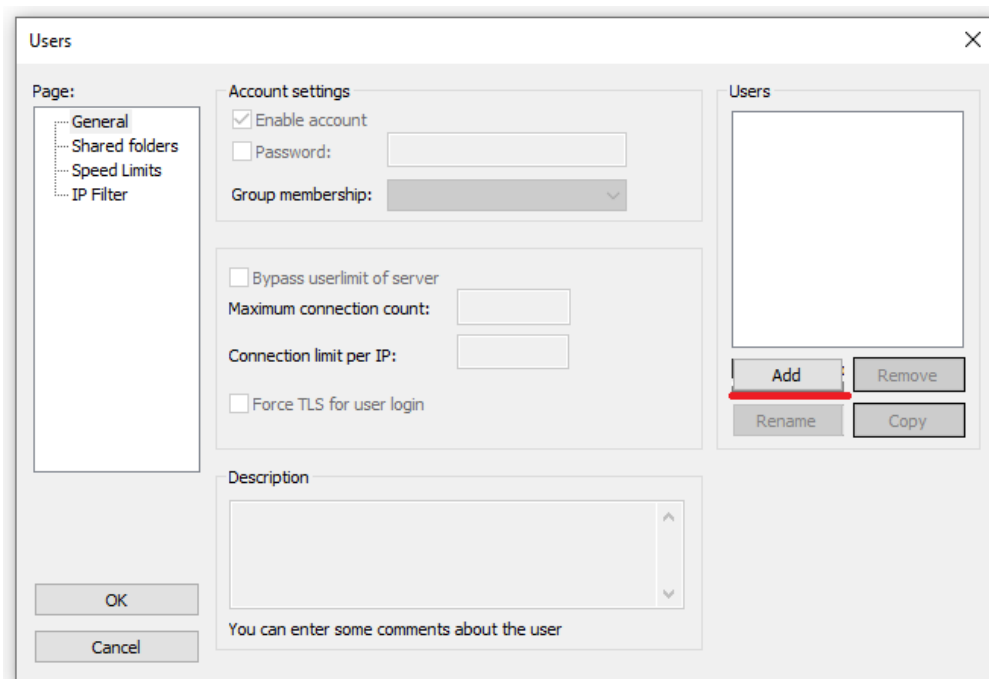 Users
Page:
General
Shared folders
Speed Limits
IP Filter
OK
Cancel
Account settings
Enable account
Password:
Group membership:
Bypass userlimit of server
Maximum connection count:
Connection limit per IP:
Force TLS for user login
Description
You can enter some comments about the user
Users
Add Remove
Rename Copy